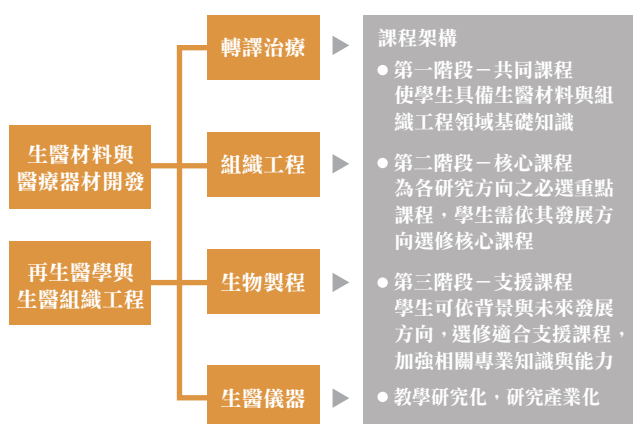 生醫材料與
醫療器材開發
再生醫學與
生醫組織工程
轉譯治療
組織工程
生物製程
生醫儀器
課程架構
● 第一階段－共同課程
使學生具備生醫材料與組
織工程領域基礎知識
● 第二階段－核心課程
為各研究方向之必選重點
課程，學生需依其發展方
向選修核心課程
● 第三階段－支援課程
學生可依背景與未來發展
方向，選修適合支援課程，
加強相關專業知識與能力
● 教學研究化，研究產業化